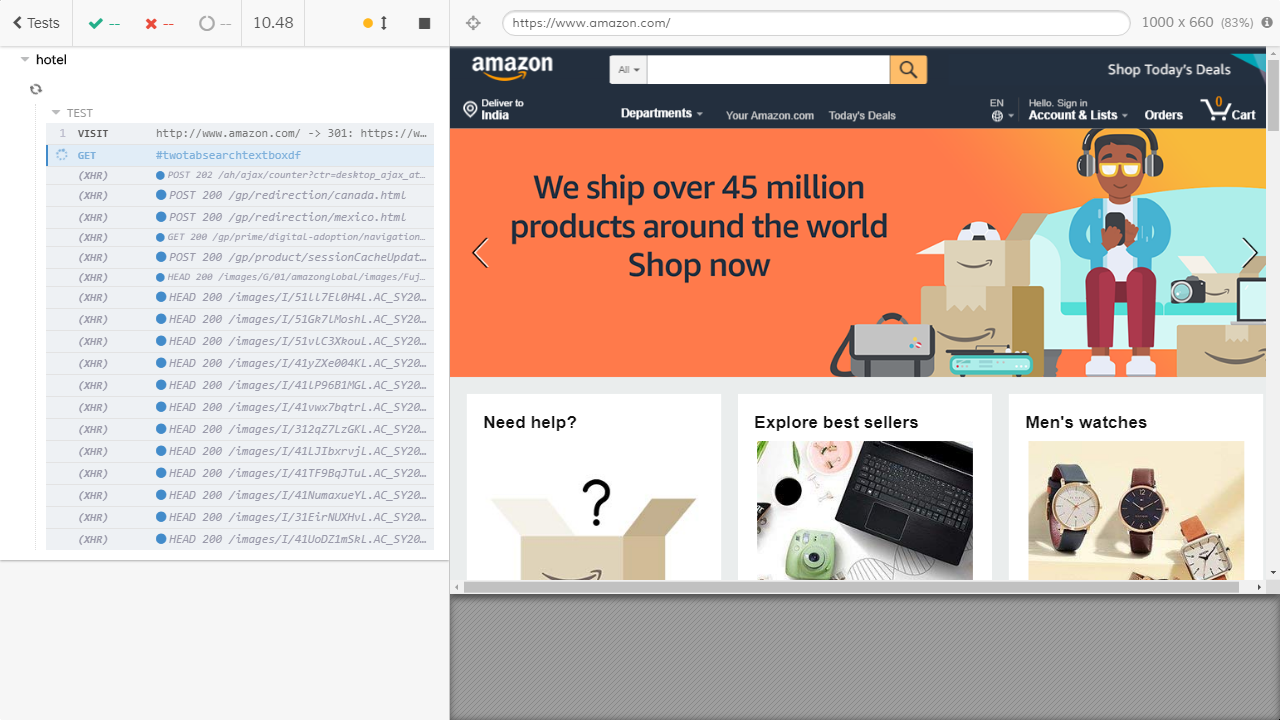 Tests
--
--
--
10.48
https://www.amazon.com/
1000 x 660 (83%)
hotel
TEST
1 VISIT http://www.amazon.com/ -> 301: https://w…
GET #twotabsearchtextboxdf
(XHR) POST 202 /ah/ajax/counter?ctr=desktop_ajax_at…
(XHR) POST 200 /gp/redirection/canada.html
(XHR) POST 200 /gp/redirection/mexico.html
(XHR) GET 200 /gp/prime/digital-adoption/navigation…
(XHR) POST 200 /gp/product/sessionCacheUpdat…
(XHR) HEAD 200 /images/G/01/amazonglobal/images/Fuj…
(XHR) HEAD 200 /images/I/51ll7El0H4L.AC_SY20…
(XHR) HEAD 200 /images/I/51Gk7lMoshL.AC_SY20…
(XHR) HEAD 200 /images/I/51vlC3XkouL.AC_SY20…
(XHR) HEAD 200
(XHR) HEAD 200
(XHR) HEAD 200 /images/I/41vwx7bqtrL.AC_SY20…
(XHR) HEAD 200 /images/I/312qZ7LzGKL.AC_SY20…
(XHR) HEAD 200 /images/I/41LJIbxrvjL.AC_SY20…
(XHR) HEAD 200 /images/I/41TF9BqJTuL.AC_SY20…
(XHR) HEAD 200 /images/I/41NumaxueYL.AC_SY20…
(XHR) HEAD 200 /images/I/31EirNUXHvL.AC_SY20…
(XHR) HEAD 200 /images/I/41UoDZ1mSkL.AC_SY20…
amazon
All
Shop Today's Deals
Deliver to
India
Departments
Your Amazon.com
Today's Deals
EN
Hello. Sign in
Account & Lists
Orders
0
Cart
We ship over 45 million
products around the world
Shop now
Need help?
?
Explore best sellers
Men's watches